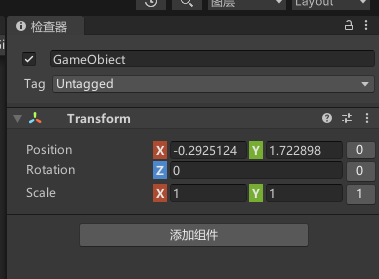 图层
Layout
检查器
GameObiect
Tag Untagged
Transform
Position X -0.2925124 Y 1.722898 0
Rotation Z 0 0
Scale X 1 Y 1 1
添加组件